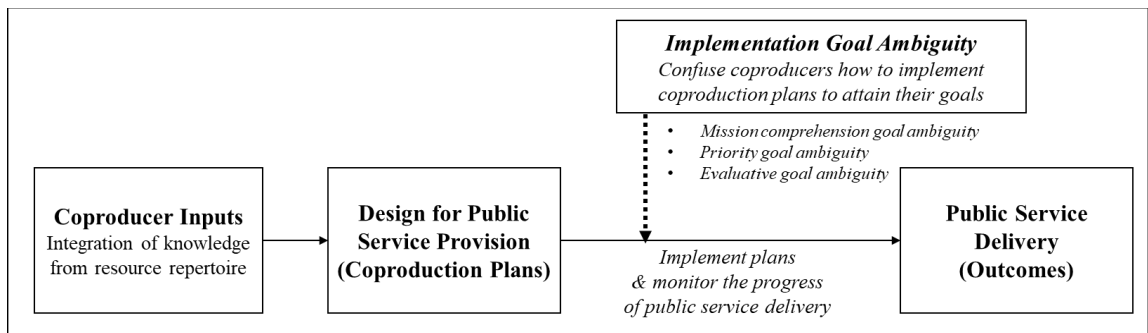 Implementation Goal Ambiguity
Confuse coproducers how to implement
coproduction plans to attain their goals
• Mission comprehension goal ambiguity
• Priority goal ambiguity
• Evaluative goal ambiguity
Coproducer Inputs
Integration of knowledge
from resource repertoire
Design for Public
Service Provision
(Coproduction Plans)
Implement plans
& monitor the progress
of public service delivery
Public Service
Delivery
(Outcomes)